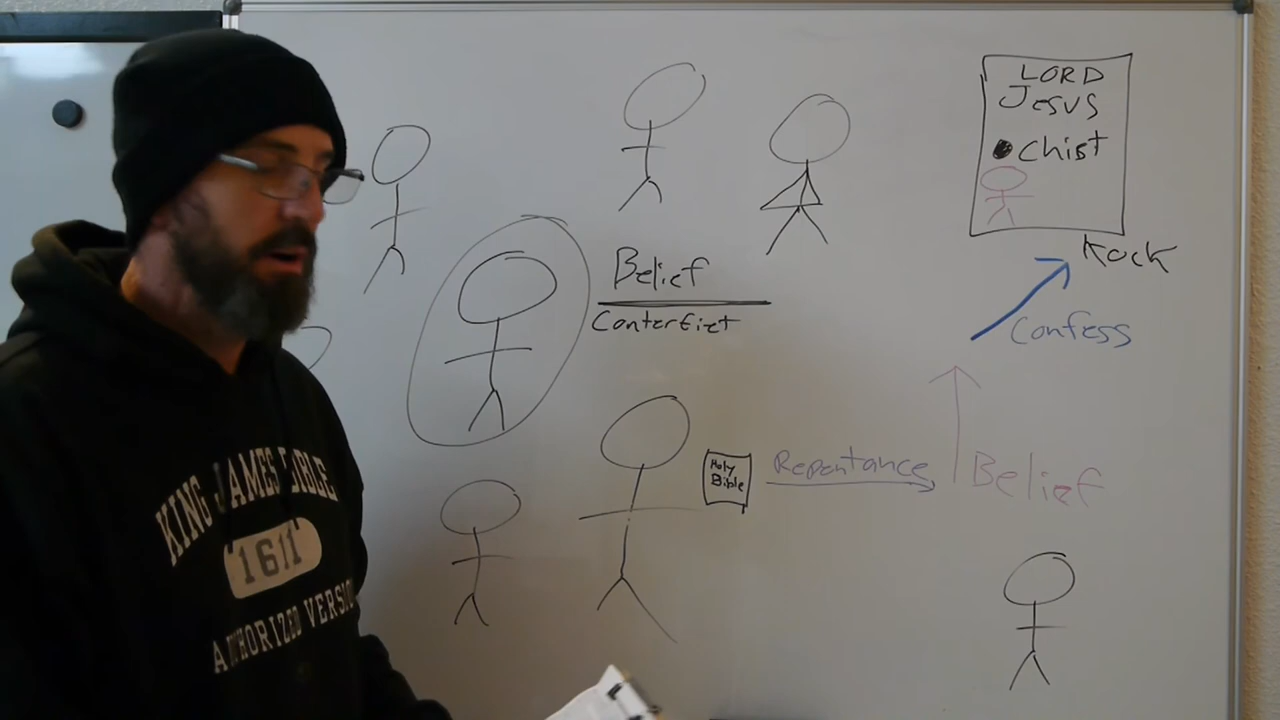 LORD
JESUS
Chist
Rock
Belief
Conterfiet
Confess
Holy
Bible
Repentance
Belief
KING JAMES BIBLE
1611
AUTHORIZED VERSION